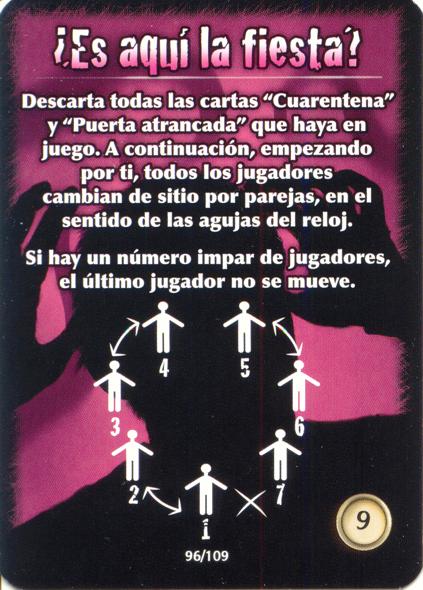 ¿Es aquí la fiesta?
Descarta todas las cartas “Cuarentena”
y “Puerta atrancada” que haya en
juego. A continuación, empezando
por ti, todos los jugadores
cambian de sitio por parejas, en el
sentido de las agujas del reloj.
Si hay un número impar de jugadores,
el último jugador no se mueve.
4
5
3
6
2
7
1
9
96/109